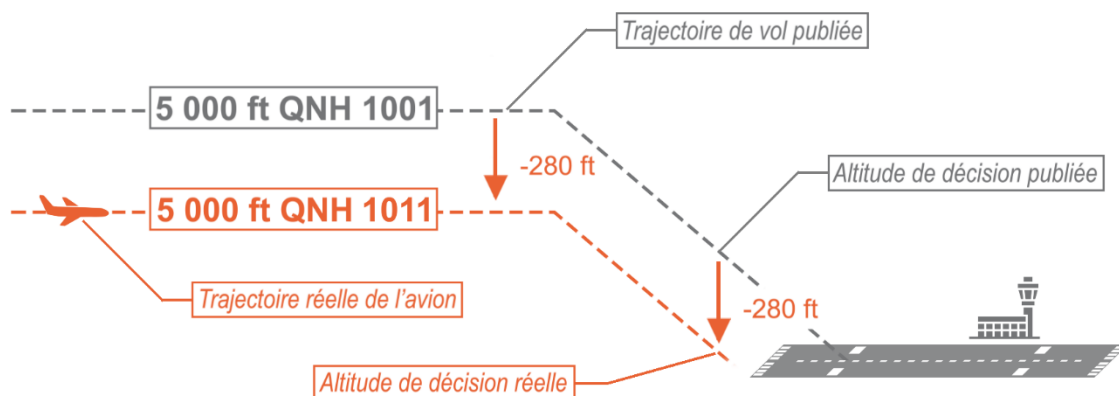 Trajectoire de vol publiée
5 000 ft QNH 1001
-280 ft
Altitude de décision publiée
5 000 ft QNH 1011
Trajectoire réelle de l'avion
-280 ft
Altitude de décision réelle